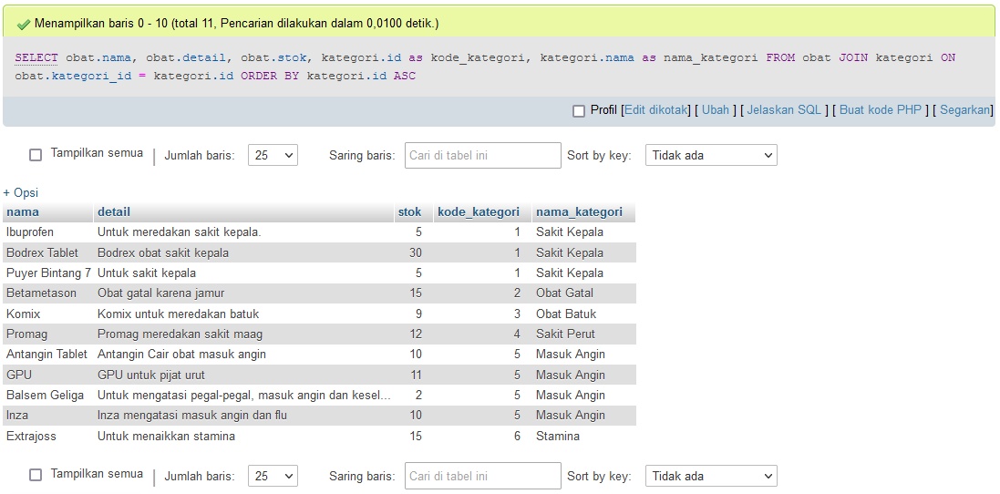 Menampilkan baris 0 - 10 (total 11, Pencarian dilakukan dalam 0,0100 detik.)
SELECT obat.nama, obat.detail, obat.stok, kategori.id as kode_kategori, kategori.nama as nama_kategori FROM obat JOIN kategori ON
obat.kategori_id = kategori.id ORDER BY kategori.id ASC
Profil [Edit dikotak] [ Ubah ] [ Jelaskan SQL ] [ Buat kode PHP ] [ Segarkan]
Tampilkan semua | Jumlah baris: 25 Saring baris: Cari di tabel ini Sort by key: Tidak ada
+ Opsi
nama detail stok kode_kategori nama_kategori
Ibuprofen Untuk meredakan sakit kepala. 5 1 Sakit Kepala
Bodrex Tablet Bodrex obat sakit kepala 30 1 Sakit Kepala
Puyer Bintang 7 Untuk sakit kepala 5 1 Sakit Kepala
Betametason Obat gatal karena jamur 15 2 Obat Gatal
Komix Komix untuk meredakan batuk 9 3 Obat Batuk
Promag Promag meredakan sakit maag 12 4 Sakit Perut
Antangin Tablet Antangin Cair obat masuk angin 10 5 Masuk Angin
GPU GPU untuk pijat urut 11 5 Masuk Angin
Balsem Geliga Untuk mengatasi pegal-pegal, masuk angin dan kesel... 2 5 Masuk Angin
Inza Inza mengatasi masuk angin dan flu 10 5 Masuk Angin
Extrajoss Untuk menaikkan stamina 15 6 Stamina
Tampilkan semua | Jumlah baris: 25 Saring baris: Cari di tabel ini Sort by key: Tidak ada